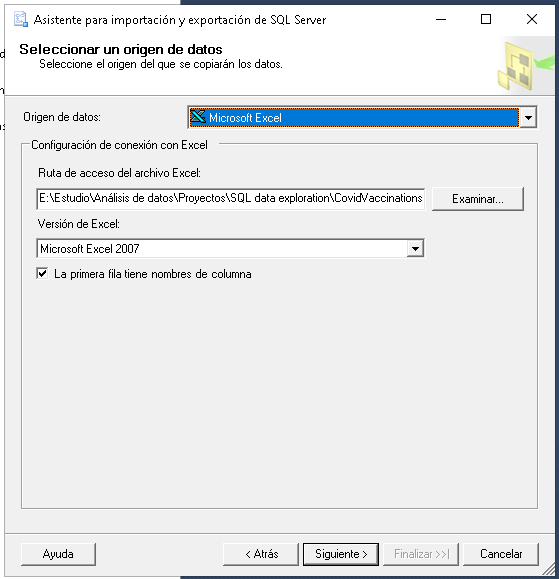 Asistente para importación y exportación de SQL Server
Seleccionar un origen de datos
Seleccione el origen del que se copiarán los datos.
Origen de datos:
Microsoft Excel
Configuración de conexión con Excel
Ruta de acceso del archivo Excel:
E:\Estudio\Análisis de datos\Proyectos\SQL data exploration\CovidVaccinations
Examinar...
Versión de Excel:
Microsoft Excel 2007
La primera fila tiene nombres de columna
Ayuda
< Atrás
Siguiente >
Finalizar >>|
Cancelar